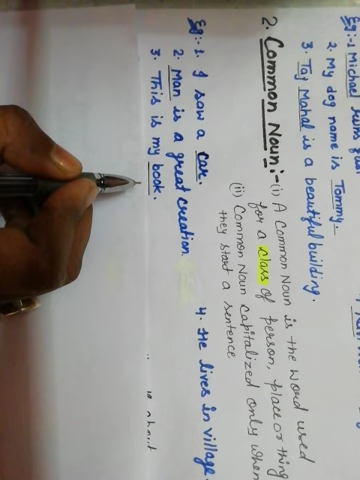 Eg:-1 Michael
2. My dog name is Tommy.
3. Taj Mahal is a beautiful building.
2. Common Noun:- (i) A Common Noun is the word used
for a class of person, place or thing
(ii) Common Noun capitalized only when
they start a sentence
Eg:- 1. I saw a car.
2. Man is a great creation
3. This is my book.
4. He lives in village.